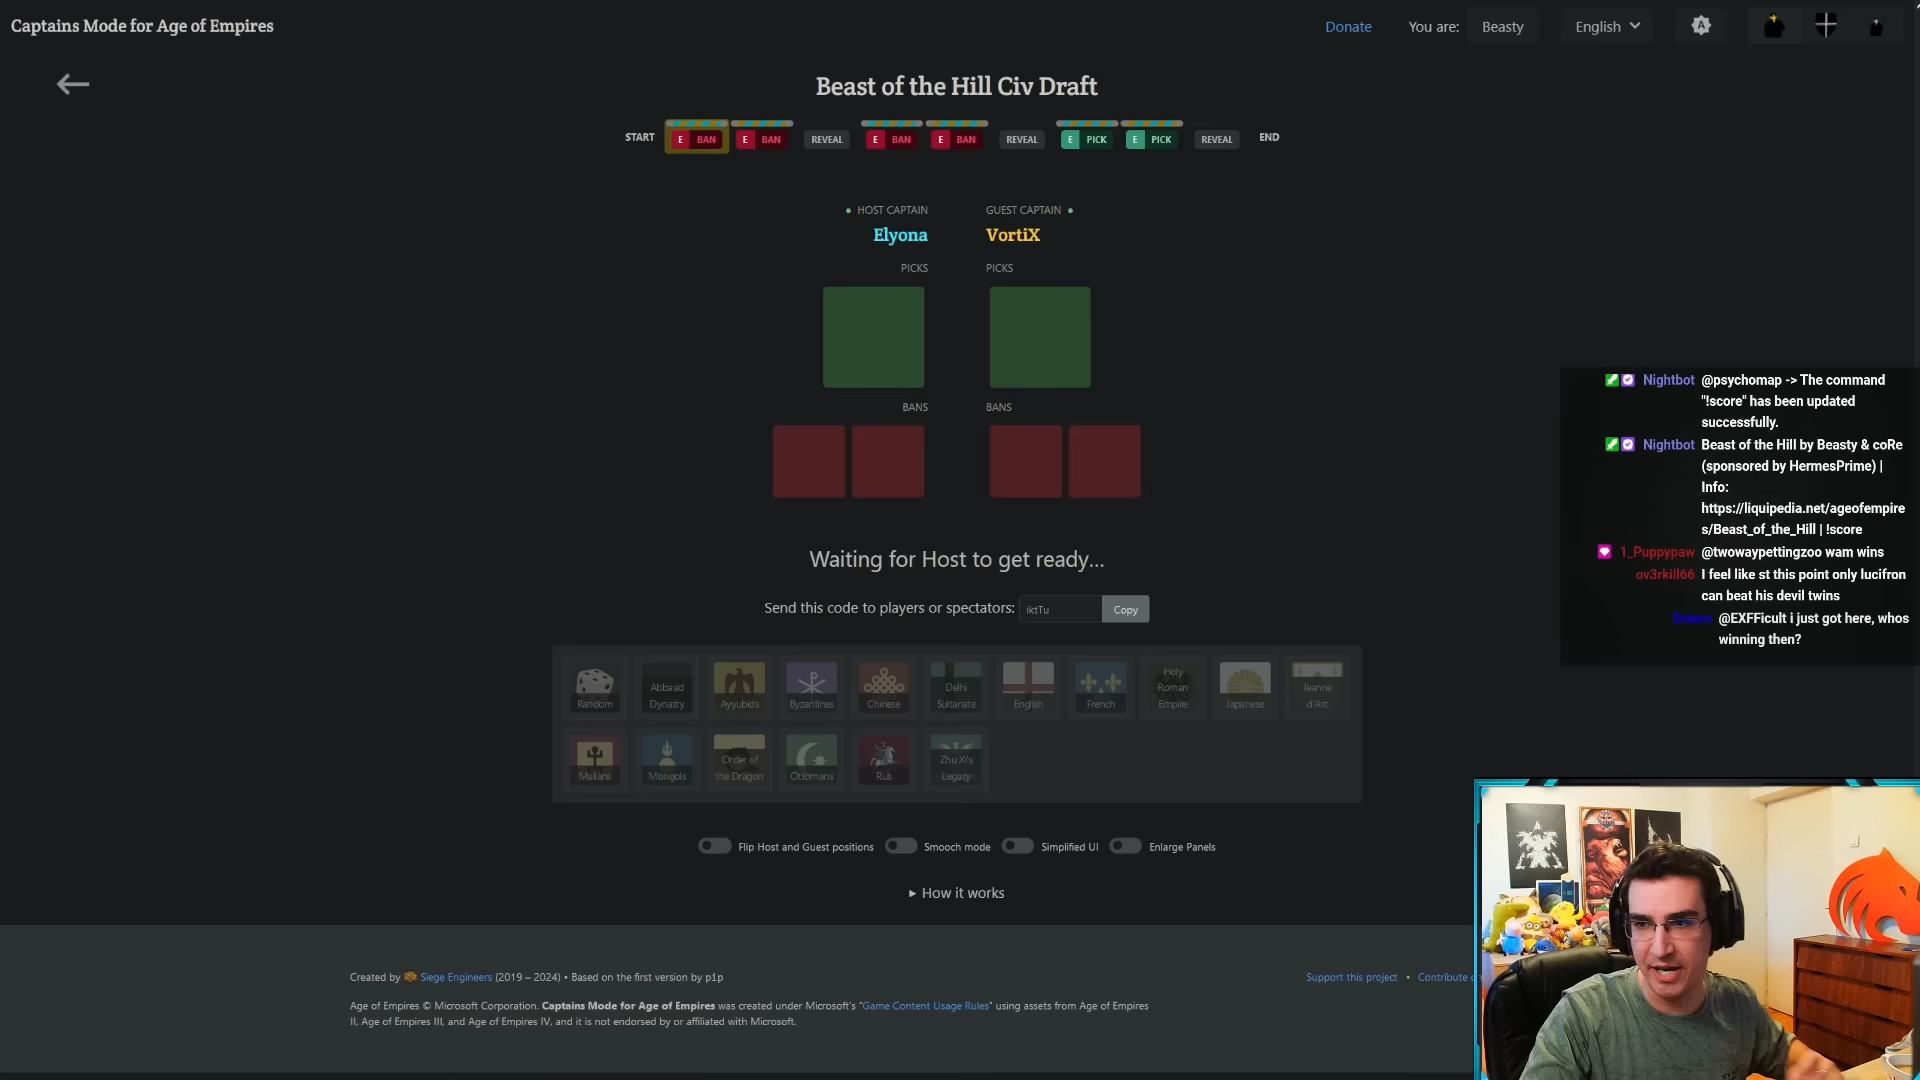 Captains Mode for Age of Empires
Donate
You are:
Beasty
English
A
Beast of the Hill Civ Draft
START
E BAN
E BAN
REVEAL
E BAN
E BAN
REVEAL
E PICK
E PICK
REVEAL
END
HOST CAPTAIN
GUEST CAPTAIN
Elyona
VortiX
PICKS
PICKS
BANS
BANS
Waiting for Host to get ready...
Send this code to players or spectators:
iktTu
Copy
Random
Abbasid
Dynasty
Ayyubids
Byzantines
Chinese
Delhi
Sultanate
English
French
Holy
Roman
Empire
Japanese
Jeanne
d'Arc
Malians
Mongols
Order of
the Dragon
Ottomans
Rus
Zhu Xi's
Legacy
Flip Host and Guest positions
Smooch mode
Simplified UI
Enlarge Panels
▸ How it works
Created by Siege Engineers (2019 – 2024) • Based on the first version by p1p
Support this project • Contribute
Age of Empires © Microsoft Corporation. Captains Mode for Age of Empires was created under Microsoft's "Game Content Usage Rules" using assets from Age of Empires
II, Age of Empires III, and Age of Empires IV, and it is not endorsed by or affiliated with Microsoft.
Nightbot @psychomap -> The command
"!score" has been updated
successfully.
Nightbot Beast of the Hill by Beasty & coRe
(sponsored by HermesPrime) |
Info:
https://liquipedia.net/ageofempire
s/Beast_of_the_Hill | !score
1_Puppypaw @twowaypettingzoo wam wins
ov3rkill66 I feel like st this point only lucifron
can beat his devil twins
@EXFFicult i just got here, whos
winning then?